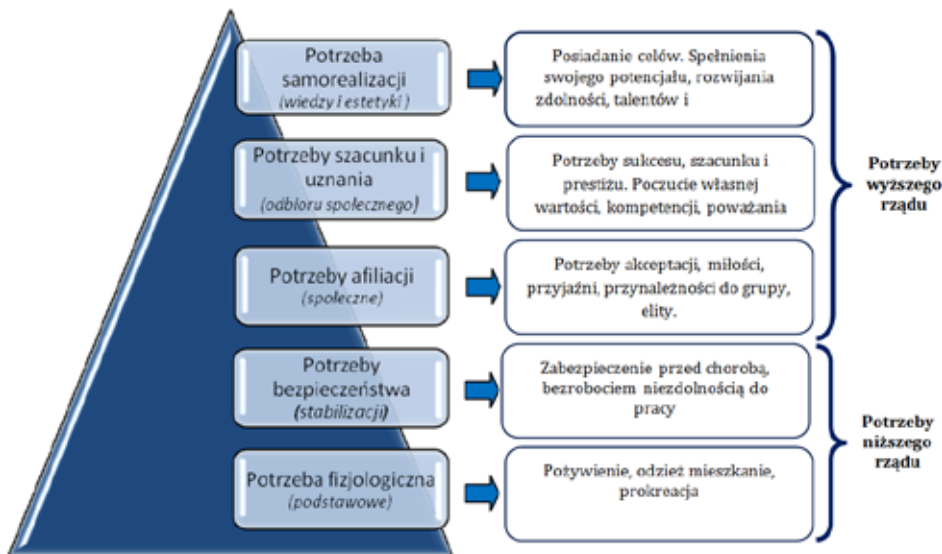 Potrzeba
samorealizacji
(wiedzy i estetyki )
Posiadanie celów. Spełnienia
swojego potencjału, rozwijania
zdolności, talentów i
Potrzeby szacunku i
uznania
(odbioru społecznego)
Potrzeby sukcesu, szacunku i
prestiżu. Poczucie własnej
wartości, kompetencji, poważania
Potrzeby afiliacji
(społeczne)
Potrzeby akceptacji, miłości,
przyjaźni, przynależności do grupy,
elity.
Potrzeby
wyższego
rządu
Potrzeby
bezpieczeństwa
(stabilizacji)
Zabezpieczenie przed chorobą,
bezrobociem niezdolnością do
pracy
Potrzeba fizjologiczna
(podstawowe)
Pożywienie, odzież mieszkanie,
prokreacja
Potrzeby
niższego
rządu